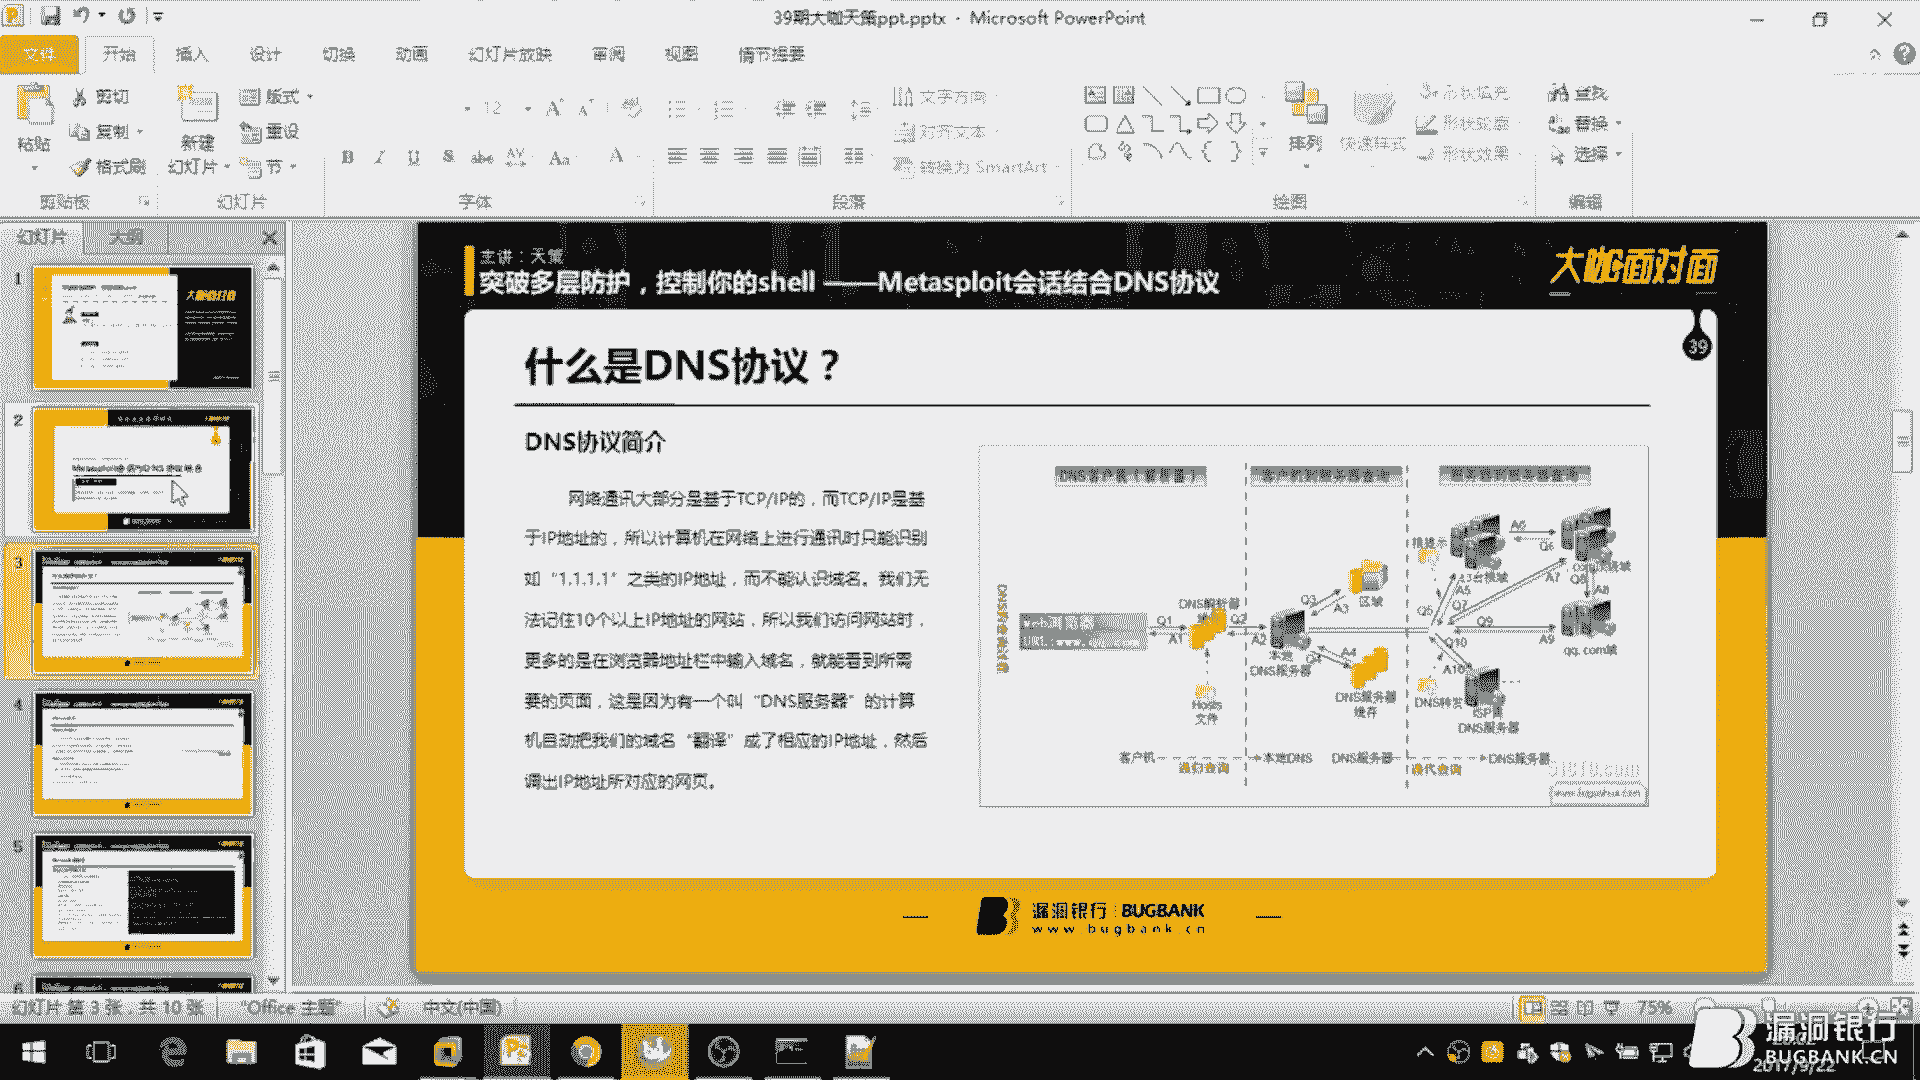 39期大咖天策ppt.pptx - Microsoft PowerPoint
文件 开始 插入 设计 切换 动画 幻灯片放映 审阅 视图 情节提要
粘贴
剪切
复制
格式刷
剪贴板
新建
幻灯片
版式
重设
节
幻灯片
12
字体
文字方向
对齐文本
转换为 SmartArt
段落
排列
快速样式
形状填充
形状轮廓
形状效果
绘图
查找
替换
选择
编辑
幻灯片 大纲
1
2
3
4
5
6
主讲：天策
突破多层防护，控制你的shell ——Metasploit会话结合DNS协议
大咖面对面
39
什么是DNS协议？
DNS协议简介
网络通讯大部分是基于TCP/IP的，而TCP/IP是基
于IP地址的，所以计算机在网络上进行通讯时只能识别
如“1.1.1.1”之类的IP地址，而不能认识域名。我们无
法记住10个以上IP地址的网站，所以我们访问网站时，
更多的是在浏览器地址栏中输入域名，就能看到所需
要的页面，这是因为有一个叫“DNS服务器”的计算
机自动把我们的域名“翻译”成了相应的IP地址，然后
调出IP地址所对应的网页。
DNS客户机（解析器）
客户机到服务器查询
服务器到服务器查询
Web浏览器
Q1
A1
DNS解析器
Q2
A2
Hosts
文件
本地
DNS服务器
Q3
A3
区域
Q4
A4
DNS服务器
缓存
根提示
Q5
A5
A6
Q6
Q7
A7
Q8
A8
Q9
A9
qq.com域
Q10
A10
DNS转发
DNS服务器
客户机
本地DNS
递归查询
DNS服务器
DNS服务器
迭代查询
漏洞银行 BUGBANK
www.bugbank.cn
幻灯片 第 3 张，共 10 张 "Office 主题" 中文(中国) 75%
漏洞银行
BUGBANK.CN
2017/9/22